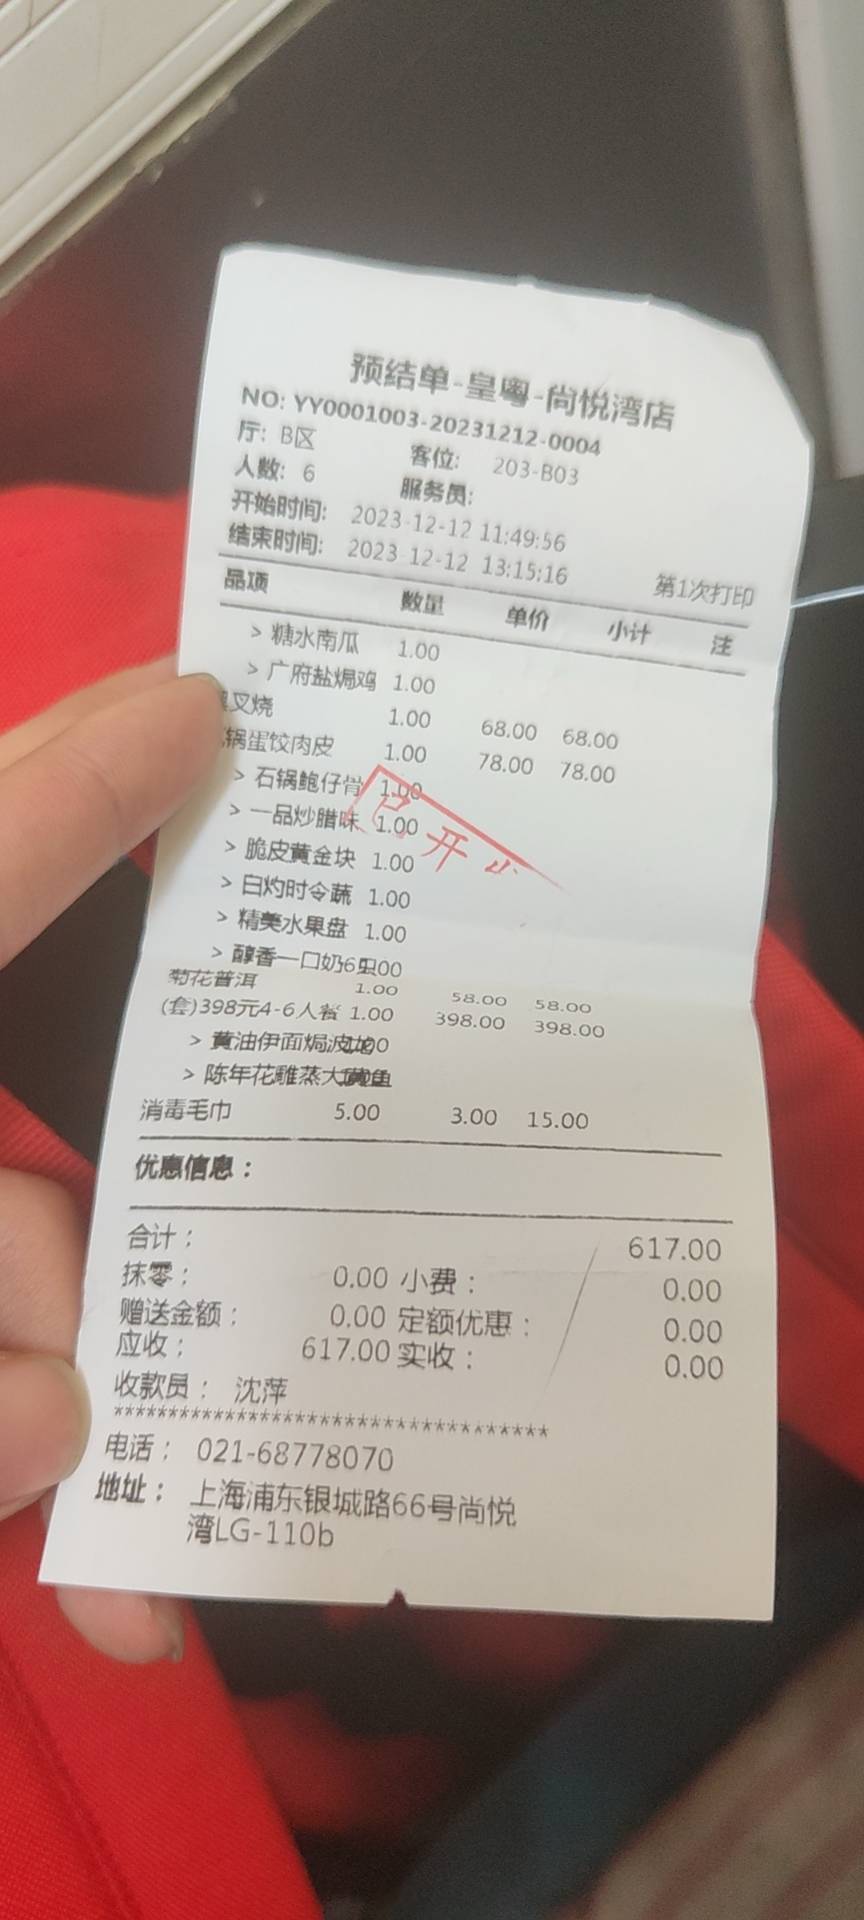 预结单-皇粤-尚悦湾店
NO: YY0001003-20231212-0004
厅: B区 客位: 203-B03
人数: 6 服务员:
开始时间: 2023-12-12 11:49:56
结束时间: 2023-12-12 13:15:16 第1次打印
品项 数量 单价 小计 注
> 糖水南瓜 1.00
> 广府盐焗鸡 1.00
叉烧 1.00 68.00 68.00
锅蛋饺肉皮 1.00 78.00 78.00
> 石锅鲍仔骨 1.00
> 一品炒腊味 1.00
已开
> 脆皮黄金块 1.00
> 白灼时令蔬 1.00
> 精美水果盘 1.00
> 醇香一口奶6只
菊花普洱 1.00 58.00 58.00
(套)398元4-6人餐 1.00 398.00 398.00
> 黄油伊面焗波龙
> 陈年花雕蒸大黄鱼
消毒毛巾 5.00 3.00 15.00
优惠信息：
合计： 617.00
抹零： 0.00 小费： 0.00
赠送金额： 0.00 定额优惠： 0.00
应收： 617.00 实收： 0.00
收款员： 沈萍
************************************
电话： 021-68778070
地址： 上海浦东银城路66号尚悦
湾LG-110b